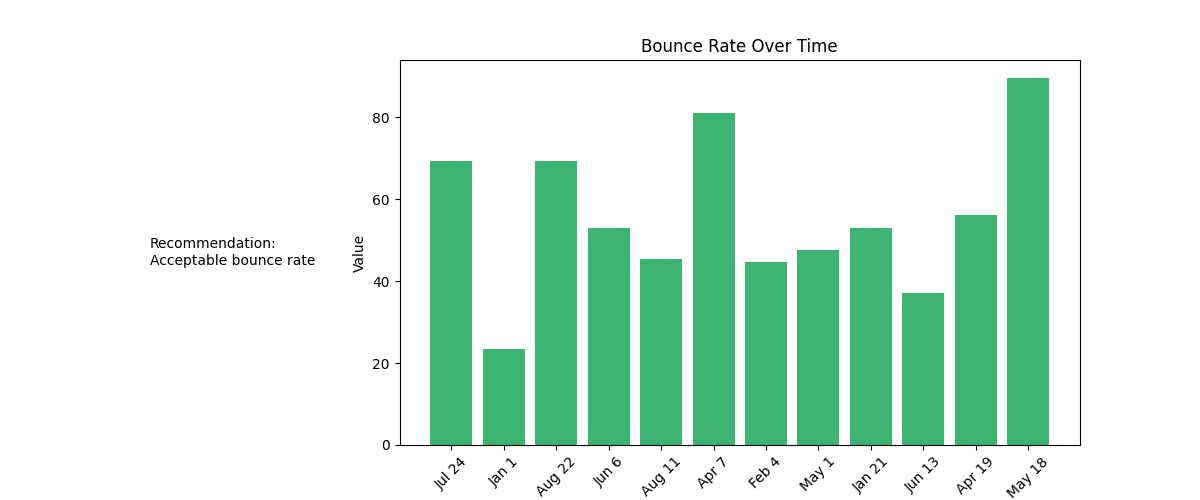 Bounce Rate Over Time
Recommendation:
Acceptable bounce rate
Value
80
60
40
20
0
Jul 24
Jan 1
Aug 22
Jun 6
Aug 11
Apr 7
Feb 4
May 1
Jan 21
Jun 13
Apr 19
May 18